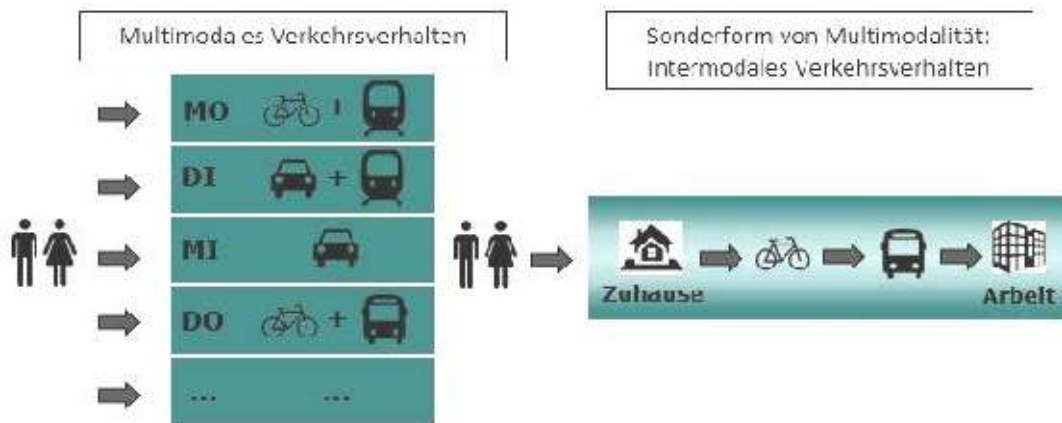 Multimodales Verkehrsverhalten
Sonderform von Multimodalität:
Intermodales Verkehrsverhalten
MO +
DI +
MI
DO +
... ...
Zuhause
Arbeit